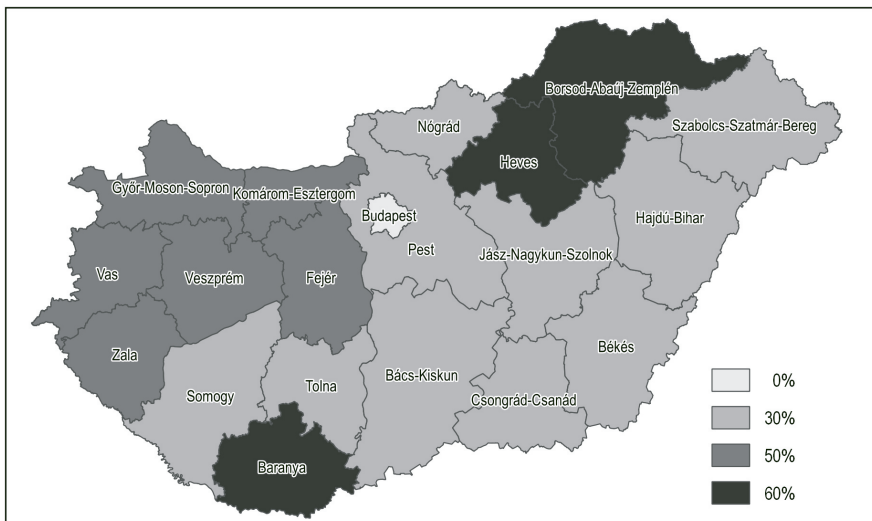 Borsod-Abaúj-Zemplén
Nógrád
Szabolcs-Szatmár-Bereg
Heves
Győr-Moson-Sopron
Komárom-Esztergom
Budapest
Hajdú-Bihar
Pest
Jász-Nagykun-Szolnok
Vas
Veszprém
Fejér
Zala
Békés
Bács-Kiskun
Tolna
Somogy
Csongrád-Csanád
Baranya
0%
30%
50%
60%